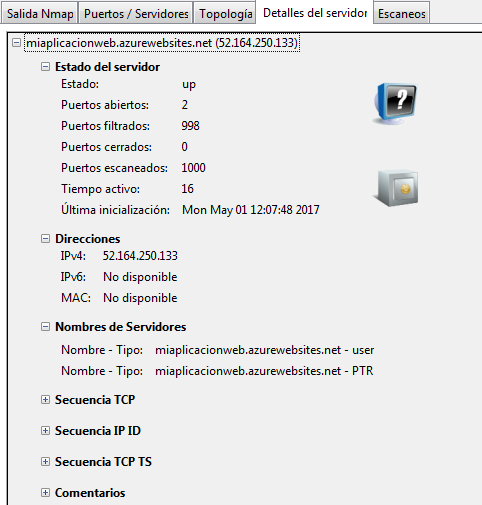 Salida Nmap Puertos / Servidores Topología Detalles del servidor Escaneos
miaplicacionweb.azurewebsites.net (52.164.250.133)
Estado del servidor
Estado: up
Puertos abiertos: 2
Puertos filtrados: 998
Puertos cerrados: 0
Puertos escaneados: 1000
Tiempo activo: 16
Última inicialización: Mon May 01 12:07:48 2017
Direcciones
IPv4: 52.164.250.133
IPv6: No disponible
MAC: No disponible
Nombres de Servidores
Nombre - Tipo: miaplicacionweb.azurewebsites.net - user
Nombre - Tipo: miaplicacionweb.azurewebsites.net - PTR
Secuencia TCP
Secuencia IP ID
Secuencia TCP TS
Comentarios